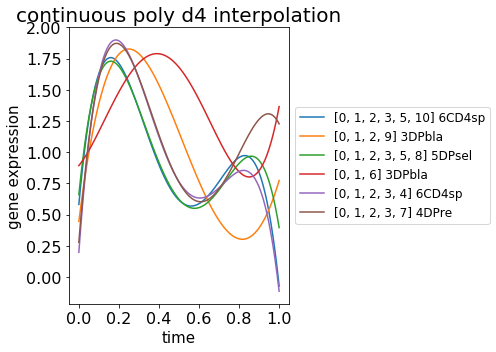 continuous poly d4 interpolation
gene expression
2.00
1.75
1.50
1.25
1.00
0.75
0.50
0.25
0.00
0.0 0.2 0.4 0.6 0.8 1.0
time
[0, 1, 2, 3, 5, 10] 6CD4sp
[0, 1, 2, 9] 3DPbla
[0, 1, 2, 3, 5, 8] 5DPsel
[0, 1, 6] 3DPbla
[0, 1, 2, 3, 4] 6CD4sp
[0, 1, 2, 3, 7] 4DPre